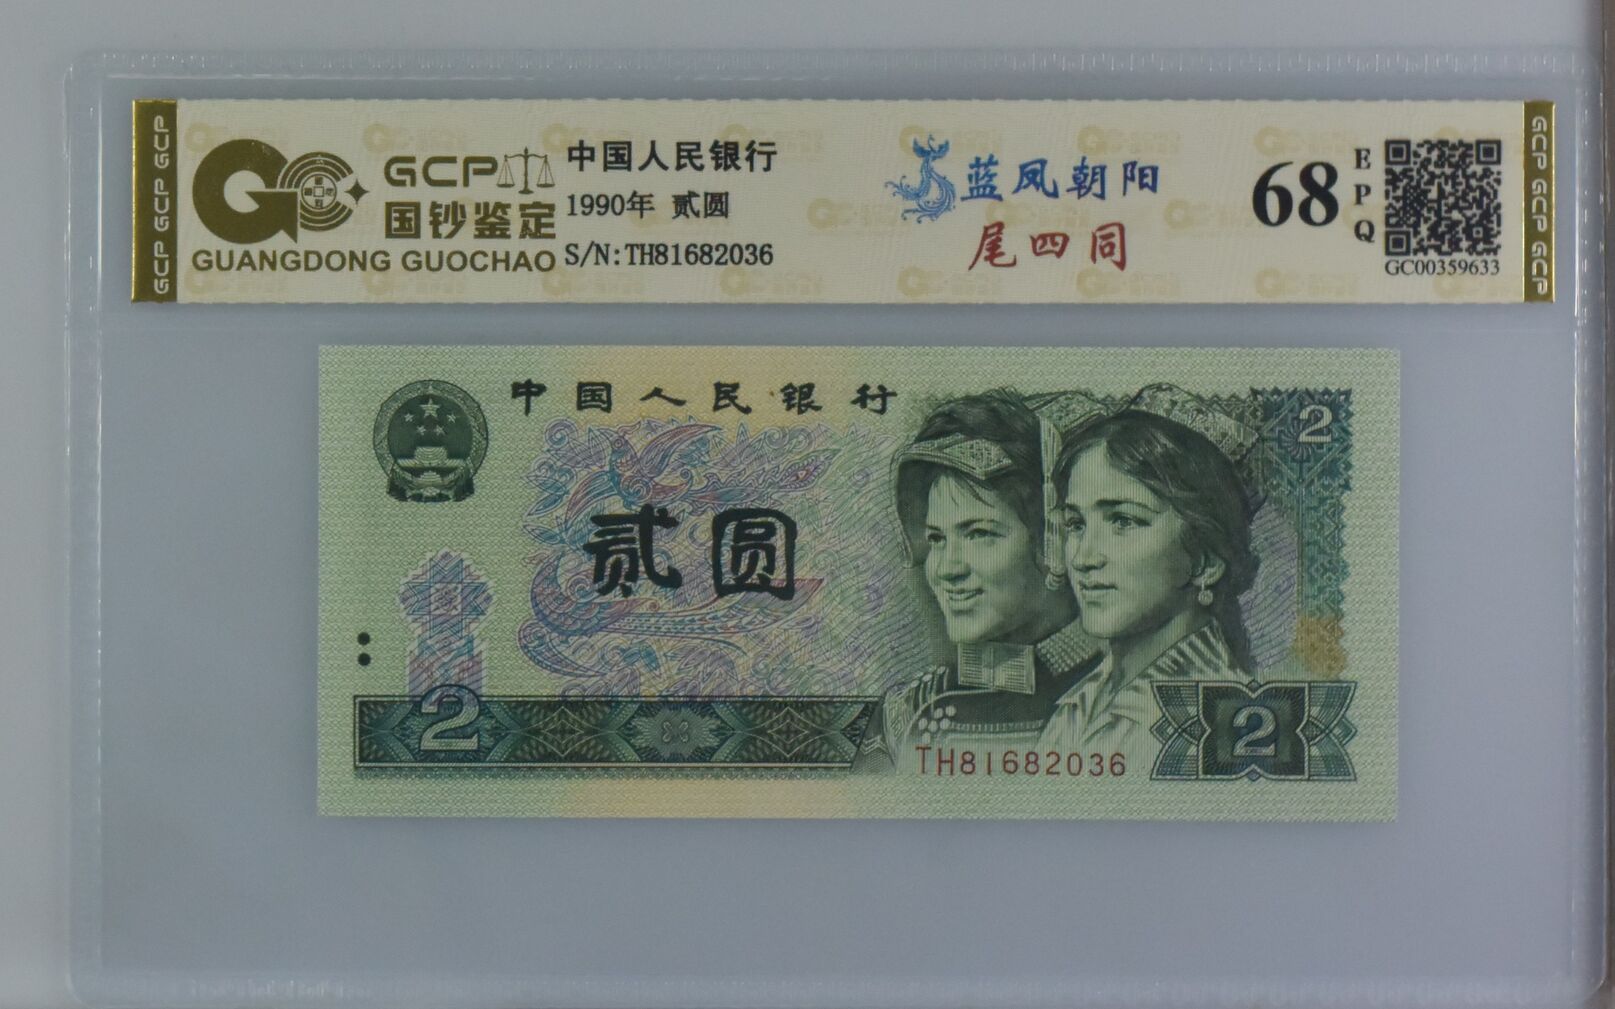 GCP GCP GCP
GCP
国钞鉴定
GUANGDONG GUOCHAO
中国人民银行
1990年 贰圆
S/N:TH81682036
蓝凤朝阳
尾四同
68
EPQ
GC00359633
GCP GCP GCP
中国人民银行
2
贰圆
2
TH81682036
2